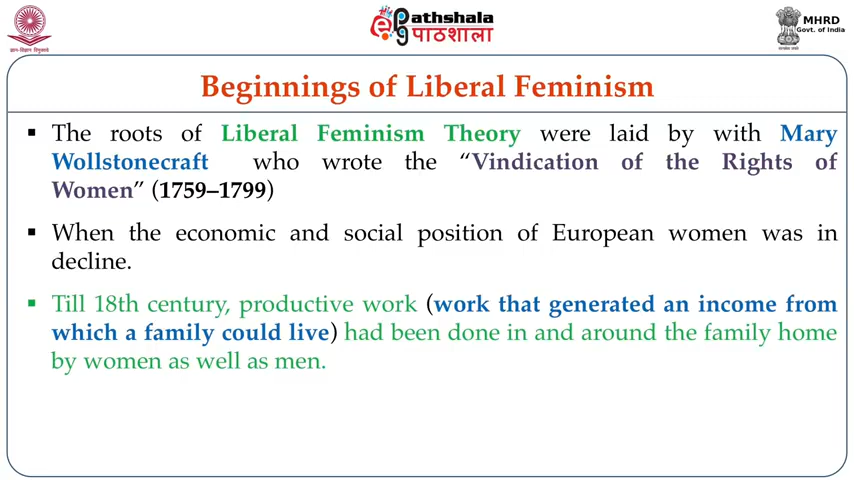 ज्ञान-विज्ञान विमुक्तये
ePathshala
पाठशाला
MHRD
Govt. of India
Beginnings of Liberal Feminism
▪ The roots of Liberal Feminism Theory were laid by with Mary
Wollstonecraft who wrote the “Vindication of the Rights of
Women” (1759–1799)
▪ When the economic and social position of European women was in
decline.
▪ Till 18th century, productive work (work that generated an income from
which a family could live) had been done in and around the family home
by women as well as men.